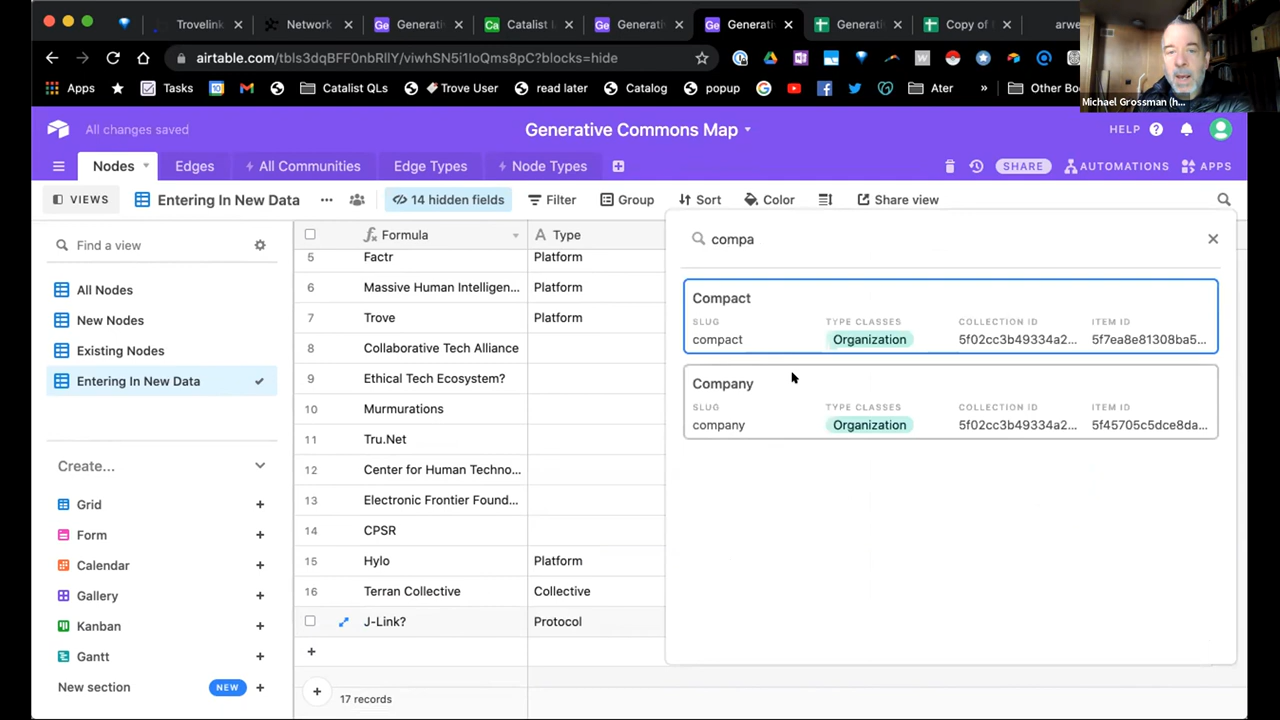 Trovelink
Network
Generati
Catalist L
Generati
Generati
Generati
Copy of
arwe
airtable.com/tbls3dqBFF0nbRlIY/viwhSN5i1IoQms8pC?blocks=hide
Apps
Tasks
Catalist QLs
Trove User
read later
Catalog
popup
Ater
»
Other Bo
Michael Grossman (h...
All changes saved
Generative Commons Map
HELP
Nodes
Edges
All Communities
Edge Types
Node Types
SHARE
AUTOMATIONS
APPS
VIEWS
Entering In New Data
14 hidden fields
Filter
Group
Sort
Color
Share view
Find a view
All Nodes
New Nodes
Existing Nodes
Entering In New Data
Create...
Grid
Form
Calendar
Gallery
Kanban
Gantt
New section
NEW
Formula
Type
5 Factr Platform
6 Massive Human Intelligen... Platform
7 Trove Platform
8 Collaborative Tech Alliance
9 Ethical Tech Ecosystem?
10 Murmurations
11 Tru.Net
12 Center for Human Techno...
13 Electronic Frontier Found...
14 CPSR
15 Hylo Platform
16 Terran Collective Collective
J-Link? Protocol
17 records
compa
Compact
SLUG TYPE CLASSES COLLECTION ID ITEM ID
compact Organization 5f02cc3b49334a2... 5f7ea8e81308ba5...
Company
SLUG TYPE CLASSES COLLECTION ID ITEM ID
company Organization 5f02cc3b49334a2... 5f45705c5dce8da...